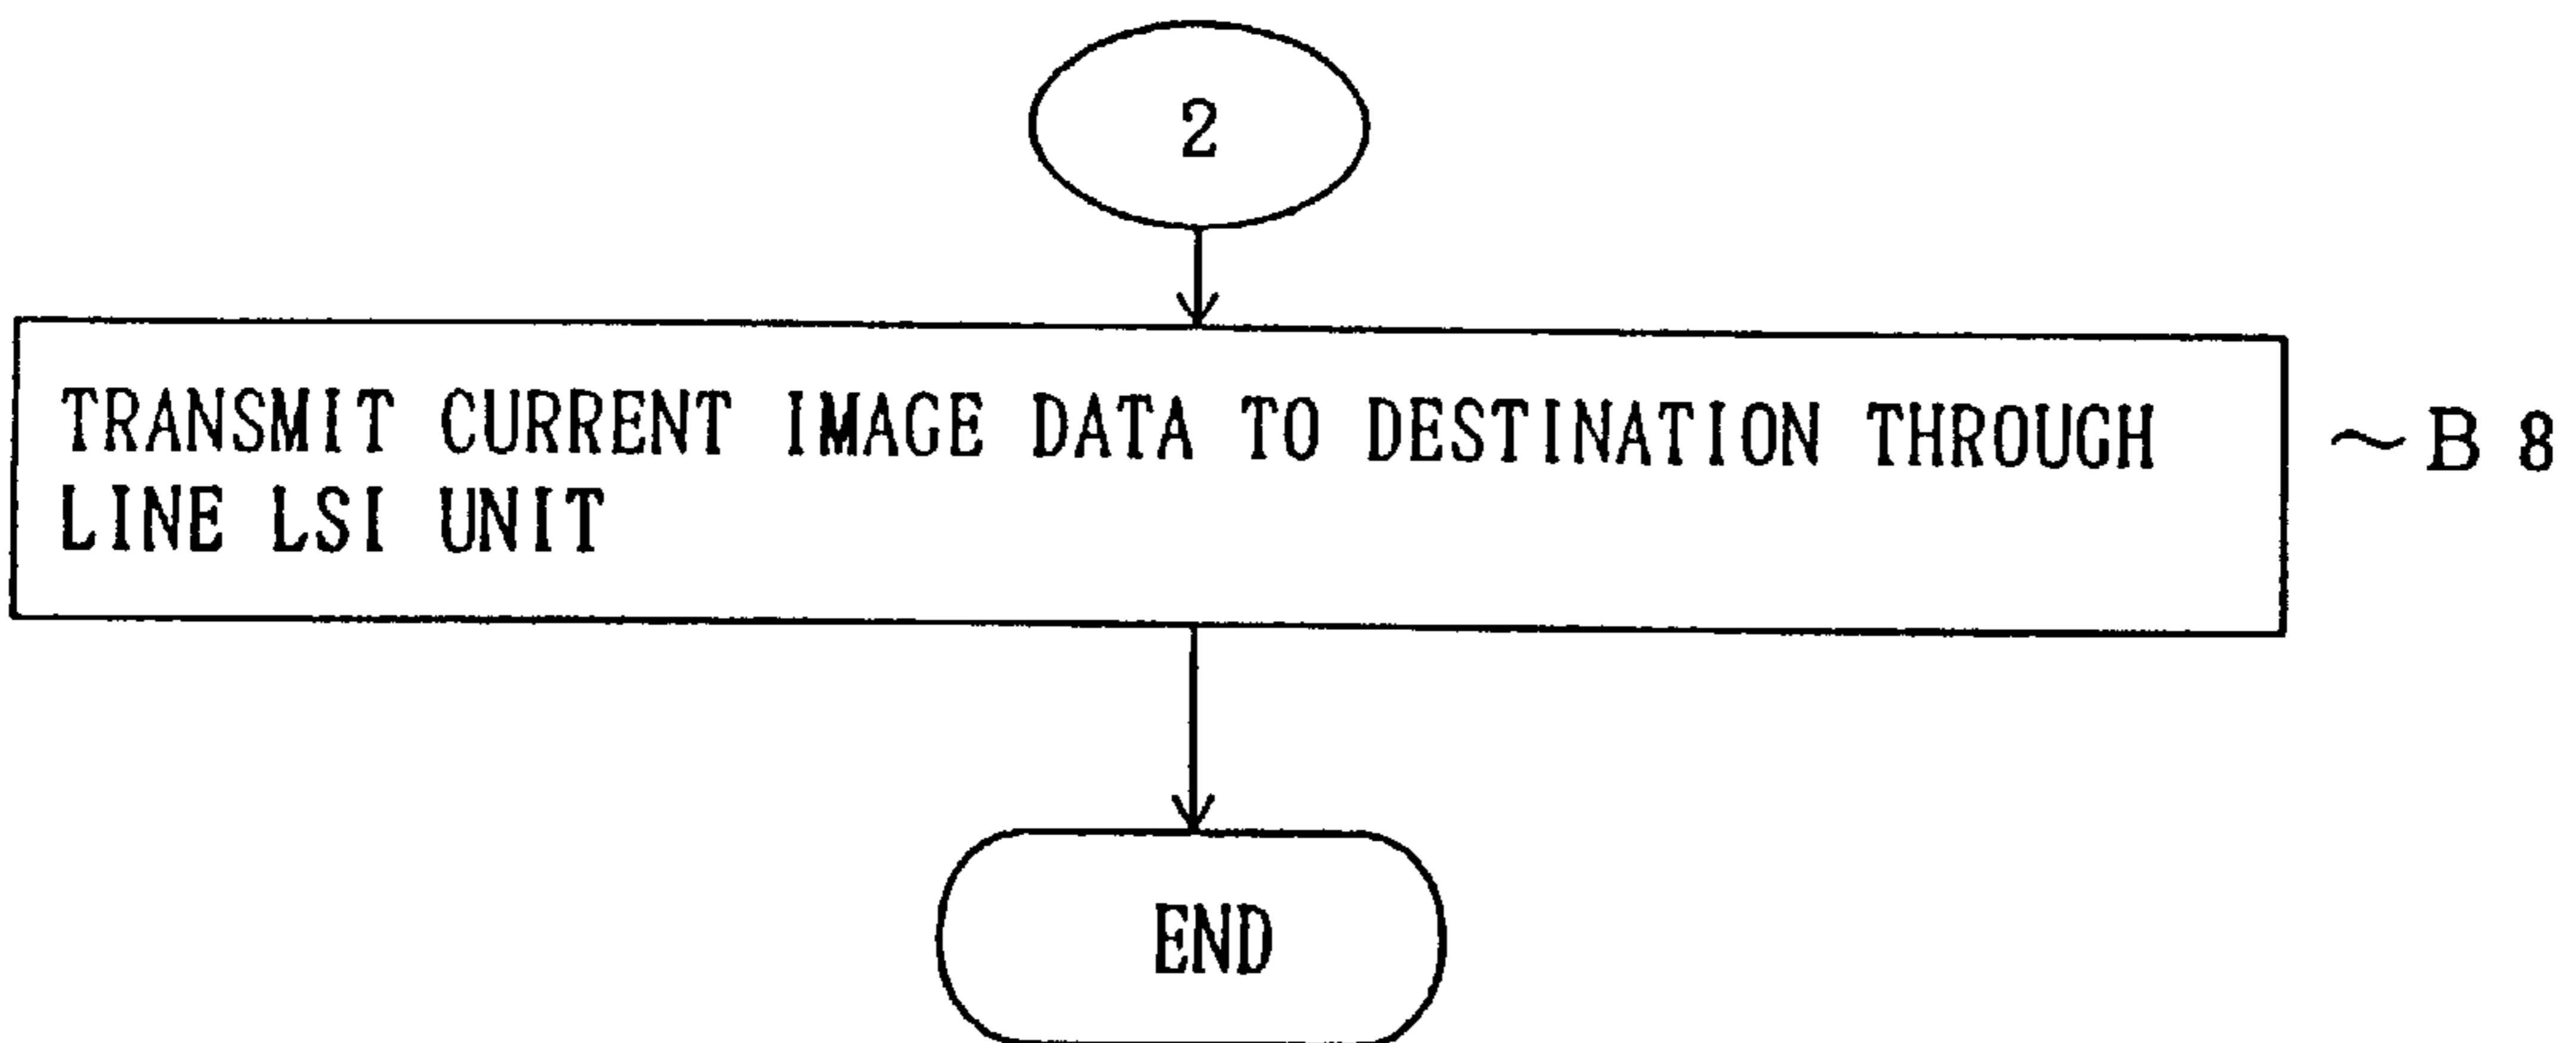 2
TRANSMIT CURRENT IMAGE DATA TO DESTINATION THROUGH
LINE LSI UNIT
~B 8
END